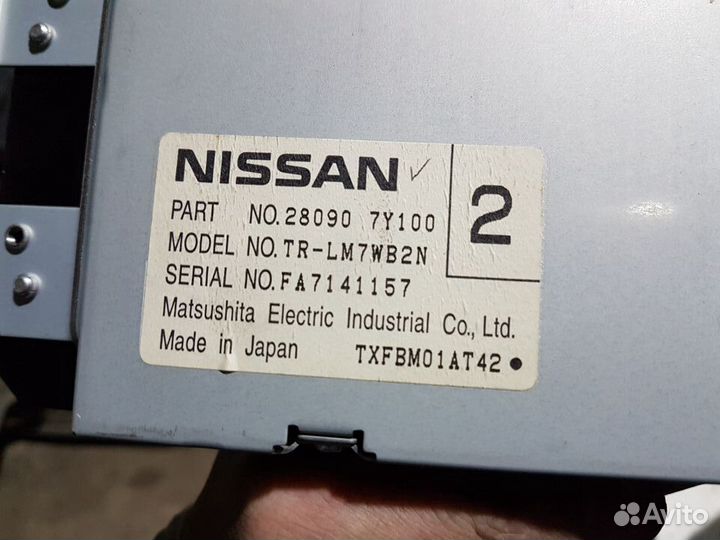 NISSAN
2
PART NO. 28090 7Y100
MODEL NO. TR-LM7WB2N
SERIAL NO. FA7141157
Matsushita Electric Industrial Co., Ltd.
Made in Japan TXFBM01AT42
Avito